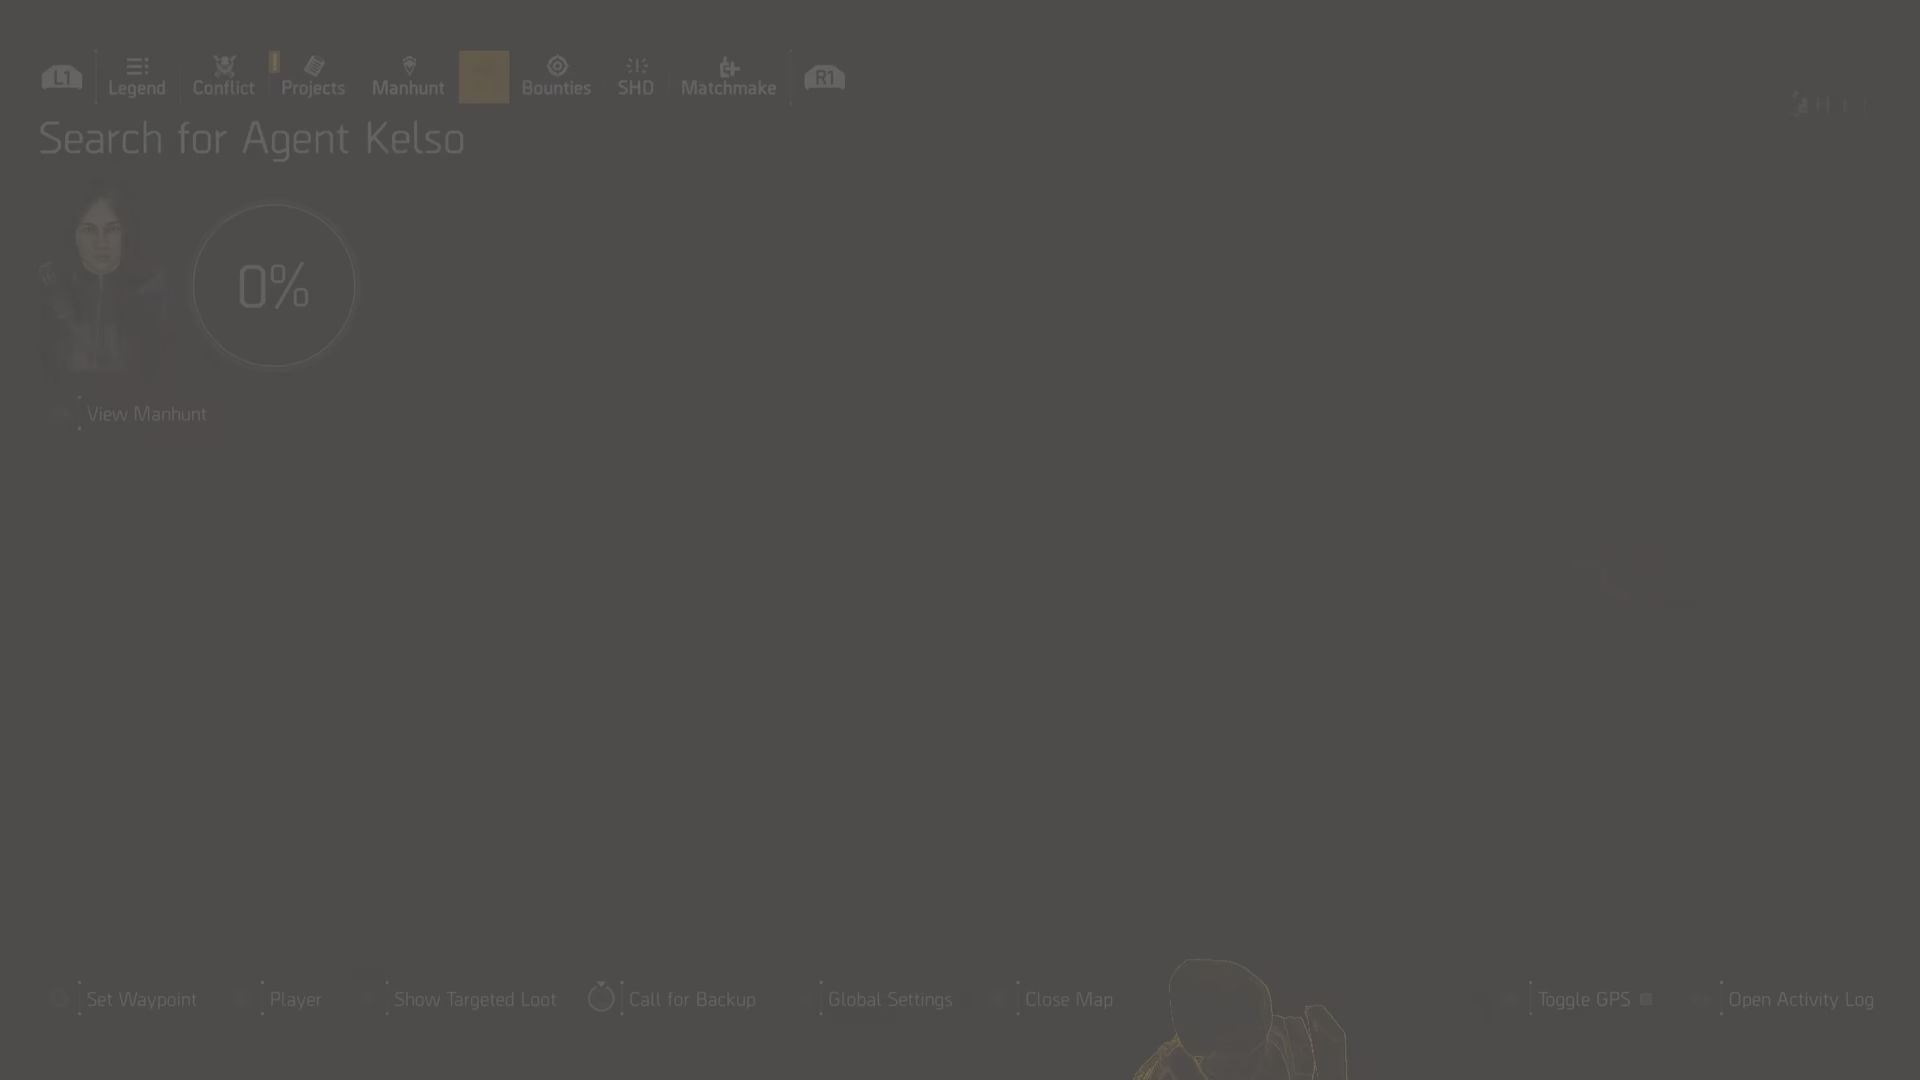 L1 Legend Conflict Projects Manhunt Bounties SHD Matchmake R1
Search for Agent Kelso
0%
View Manhunt
Set Waypoint Player Show Targeted Loot Call for Backup Global Settings Close Map Toggle GPS Open Activity Log